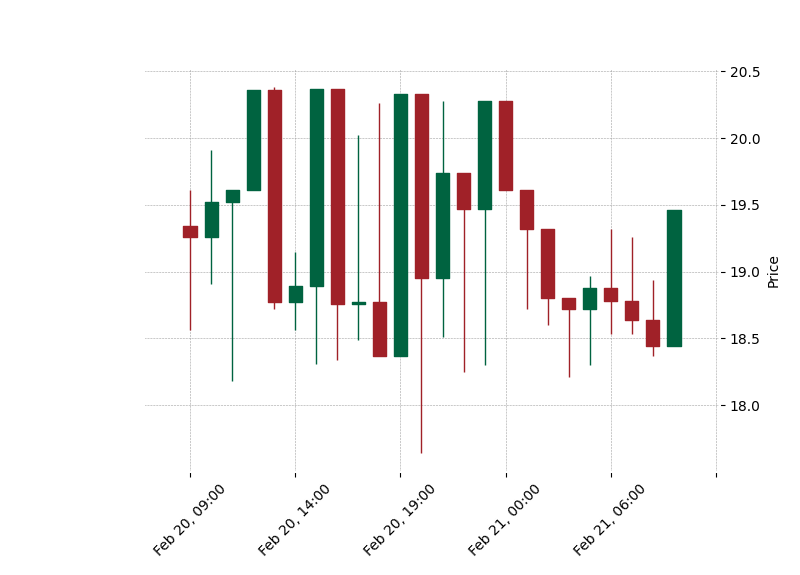 20.5
20.0
19.5
19.0
18.5
18.0
Price
Feb 20, 09:00
Feb 20, 14:00
Feb 20, 19:00
Feb 21, 00:00
Feb 21, 06:00